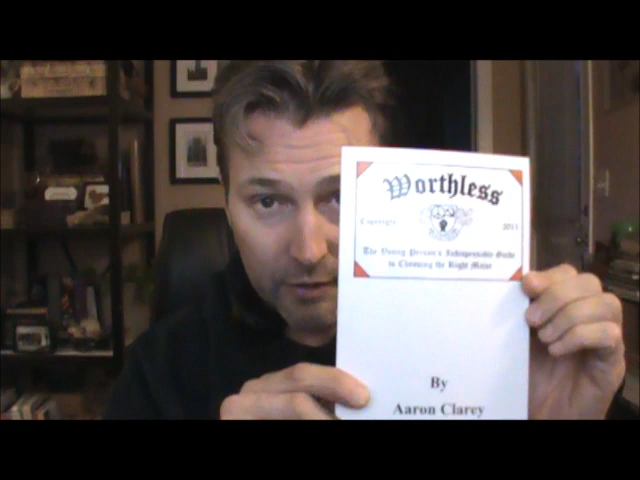 Worthless
Copyright 2011
The Young Person's Indispensable Guide
to Choosing the Right Major
By
Aaron Clarey